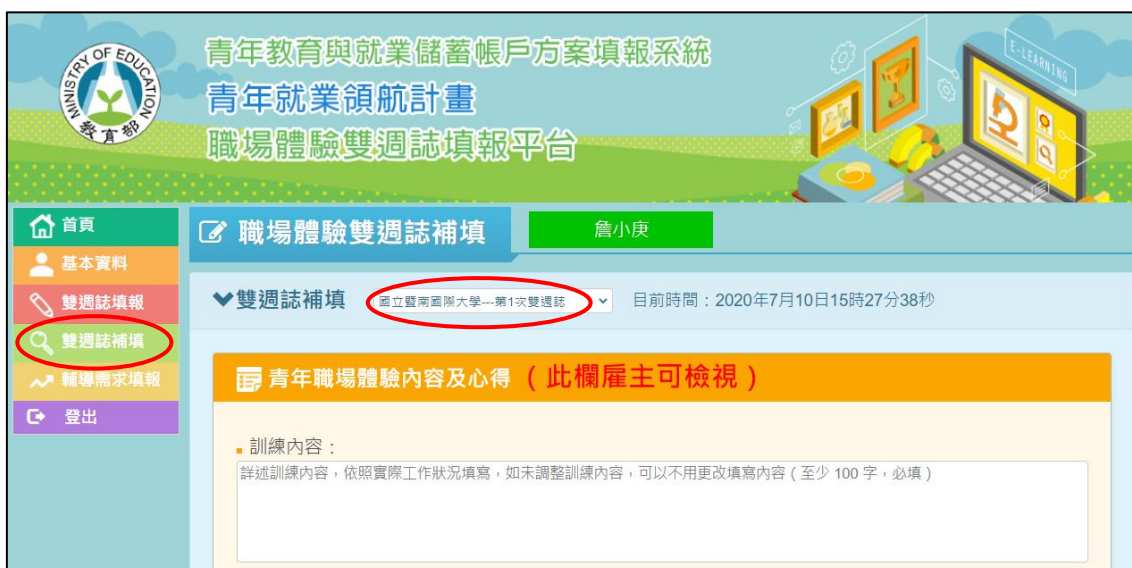 MINISTRY OF EDUCATION
教育部
青年教育與就業儲蓄帳戶方案填報系統
青年就業領航計畫
職場體驗雙週誌填報平台
E-LEARNING
首頁
基本資料
雙週誌填報
雙週誌補填
輔導需求填報
登出
職場體驗雙週誌補填
詹小庚
雙週誌補填
國立暨南國際大學---第1次雙週誌
目前時間：2020年7月10日15時27分38秒
青年職場體驗內容及心得（此欄雇主可檢視）
訓練內容：
詳述訓練內容，依照實際工作狀況填寫，如未調整訓練內容，可以不用更改填寫內容（至少 100 字，必填）